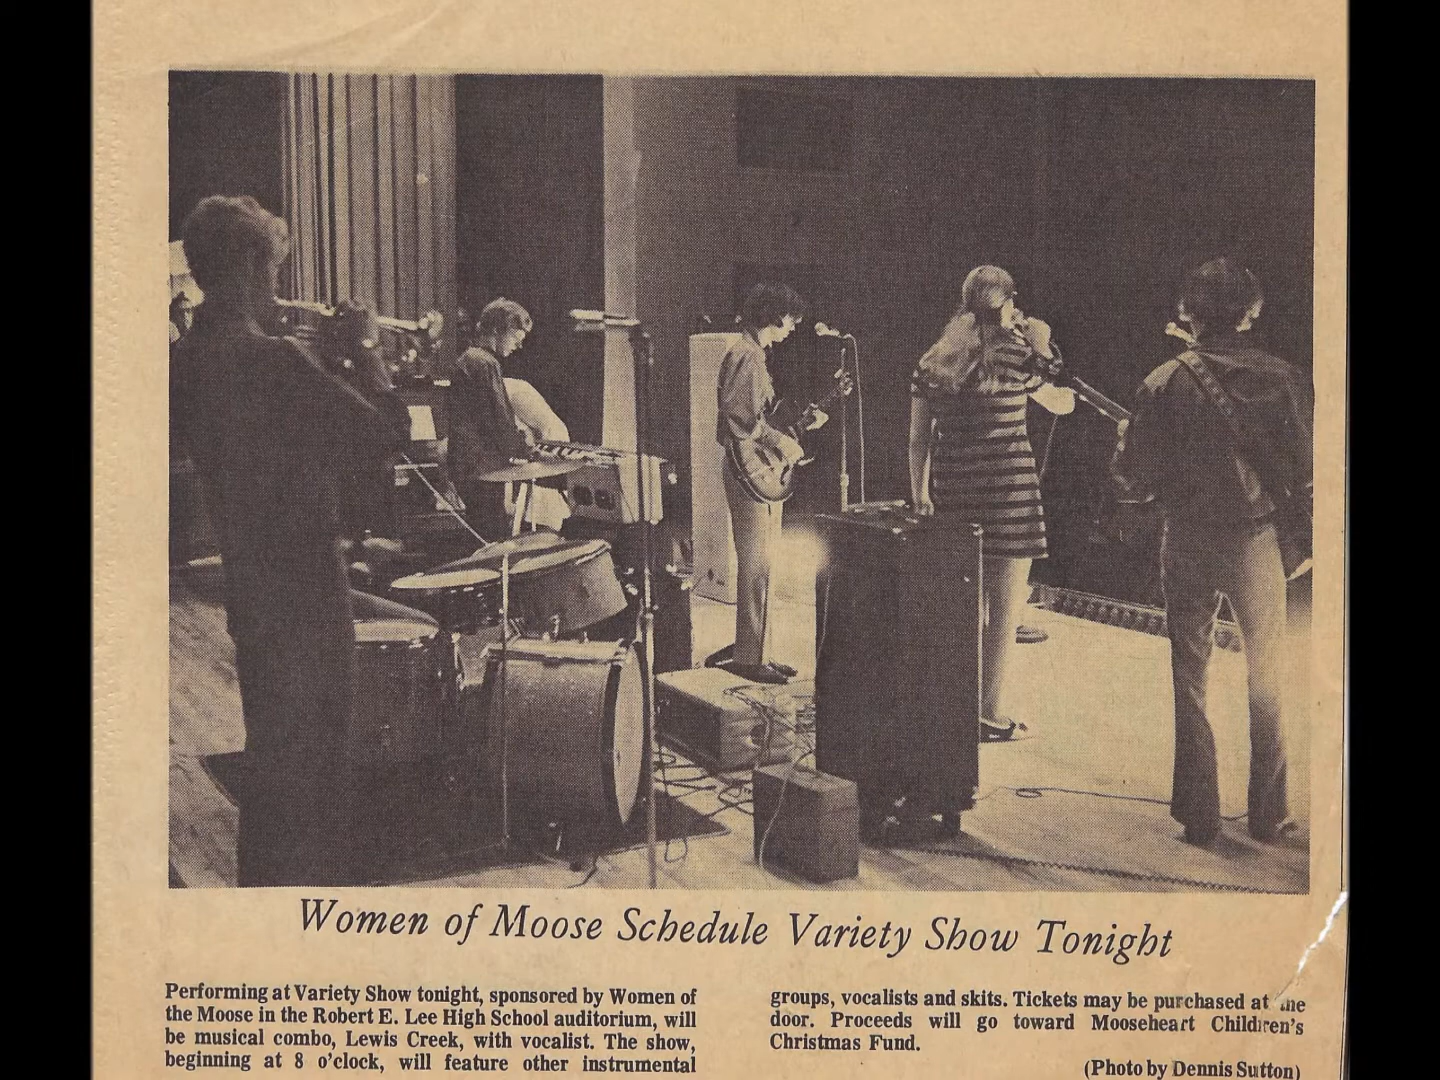 Women of Moose Schedule Variety Show Tonight
Performing at Variety Show tonight, sponsored by Women of
the Moose in the Robert E. Lee High School auditorium, will
be musical combo, Lewis Creek, with vocalist. The show,
beginning at 8 o'clock, will feature other instrumental
groups, vocalists and skits. Tickets may be purchased at the
door. Proceeds will go toward Mooseheart Children's
Christmas Fund.
(Photo by Dennis Sutton)